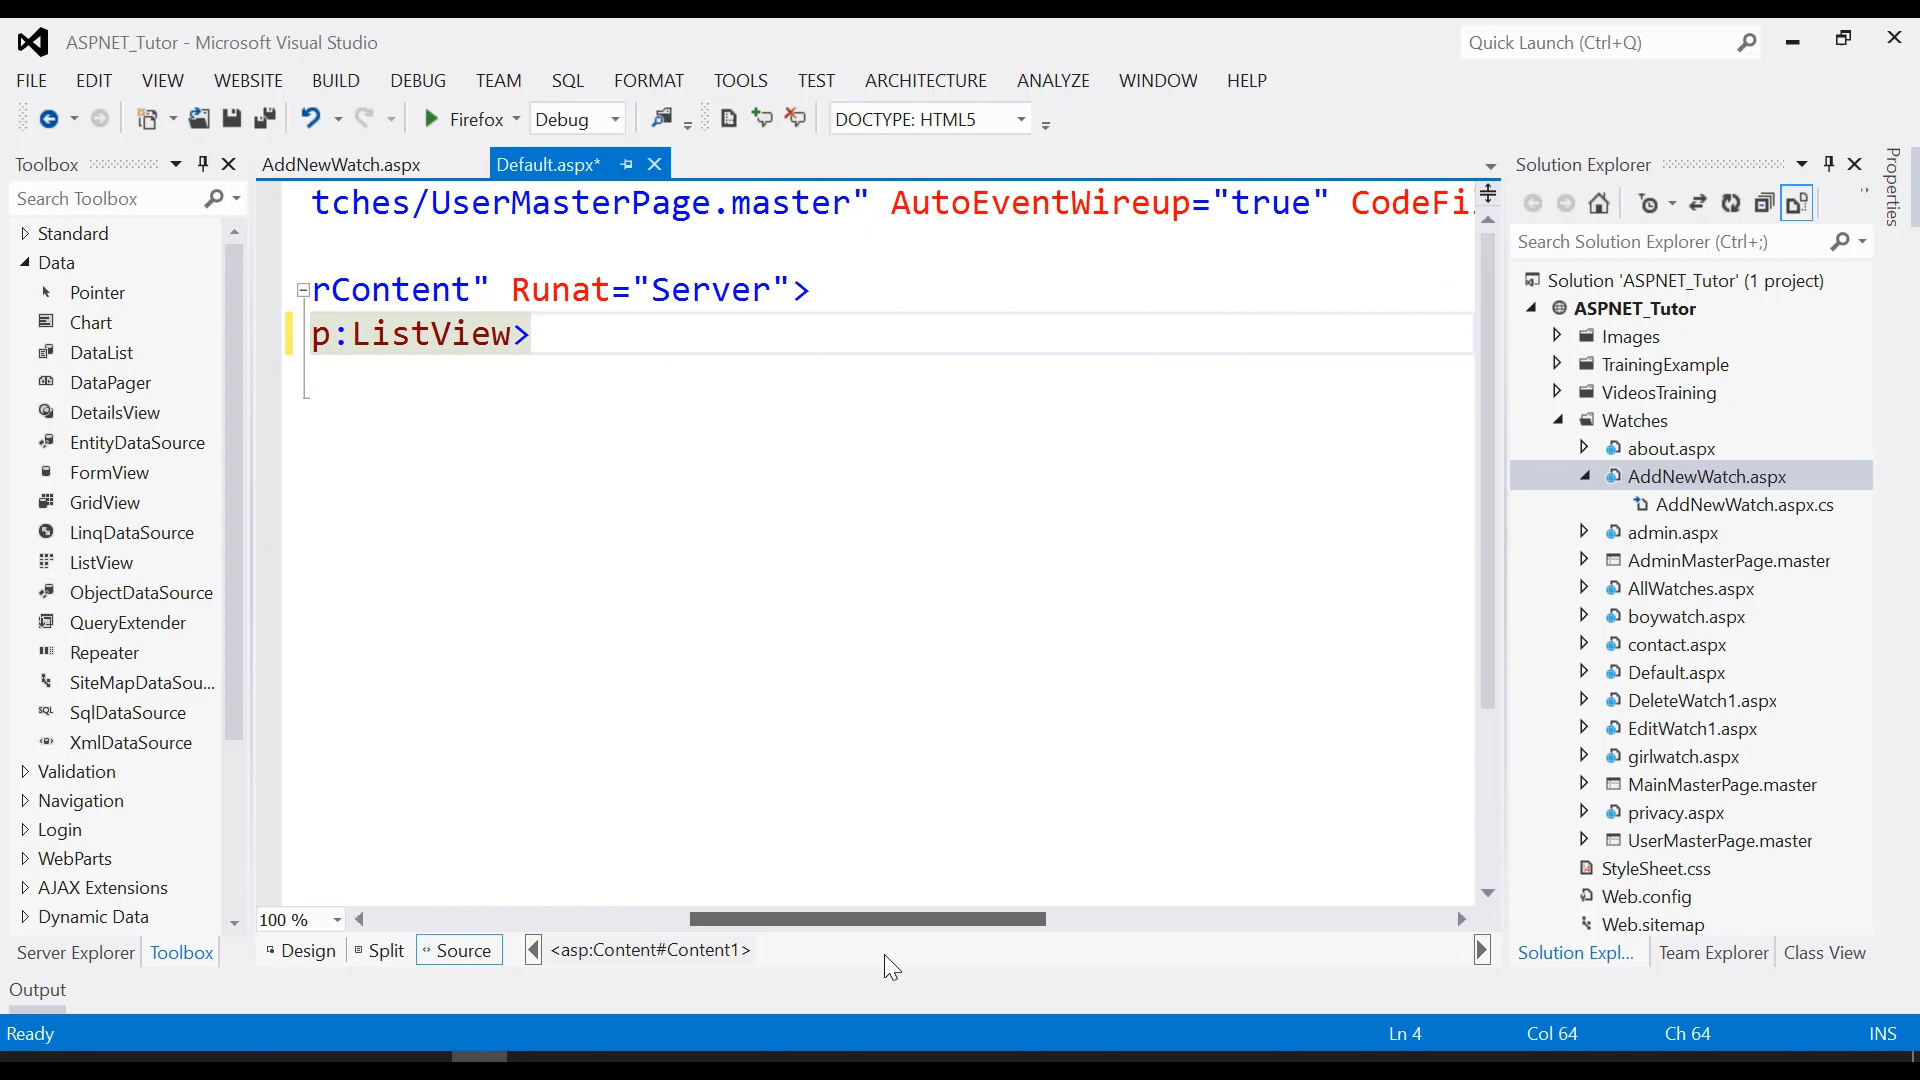 ASPNET_Tutor - Microsoft Visual Studio
Quick Launch (Ctrl+Q)
FILE EDIT VIEW WEBSITE BUILD DEBUG TEAM SQL FORMAT TOOLS TEST ARCHITECTURE ANALYZE WINDOW HELP
Firefox Debug DOCTYPE: HTML5
Toolbox
Search Toolbox
Standard
Data
Pointer
Chart
DataList
DataPager
DetailsView
EntityDataSource
FormView
GridView
LinqDataSource
ListView
ObjectDataSource
QueryExtender
Repeater
SiteMapDataSou...
SqlDataSource
XmlDataSource
Validation
Navigation
Login
WebParts
AJAX Extensions
Dynamic Data
Server Explorer Toolbox
AddNewWatch.aspx Default.aspx*
tches/UserMasterPage.master" AutoEventWireup="true" CodeFi
rContent" Runat="Server">
p:ListView>
100 %
Design Split Source <asp:Content#Content1>
Solution Explorer
Search Solution Explorer (Ctrl+;)
Solution 'ASPNET_Tutor' (1 project)
ASPNET_Tutor
Images
TrainingExample
VideosTraining
Watches
about.aspx
AddNewWatch.aspx
AddNewWatch.aspx.cs
admin.aspx
AdminMasterPage.master
AllWatches.aspx
boywatch.aspx
contact.aspx
Default.aspx
DeleteWatch1.aspx
EditWatch1.aspx
girlwatch.aspx
MainMasterPage.master
privacy.aspx
UserMasterPage.master
StyleSheet.css
Web.config
Web.sitemap
Solution Expl... Team Explorer Class View
Properties
Output
Ready Ln 4 Col 64 Ch 64 INS